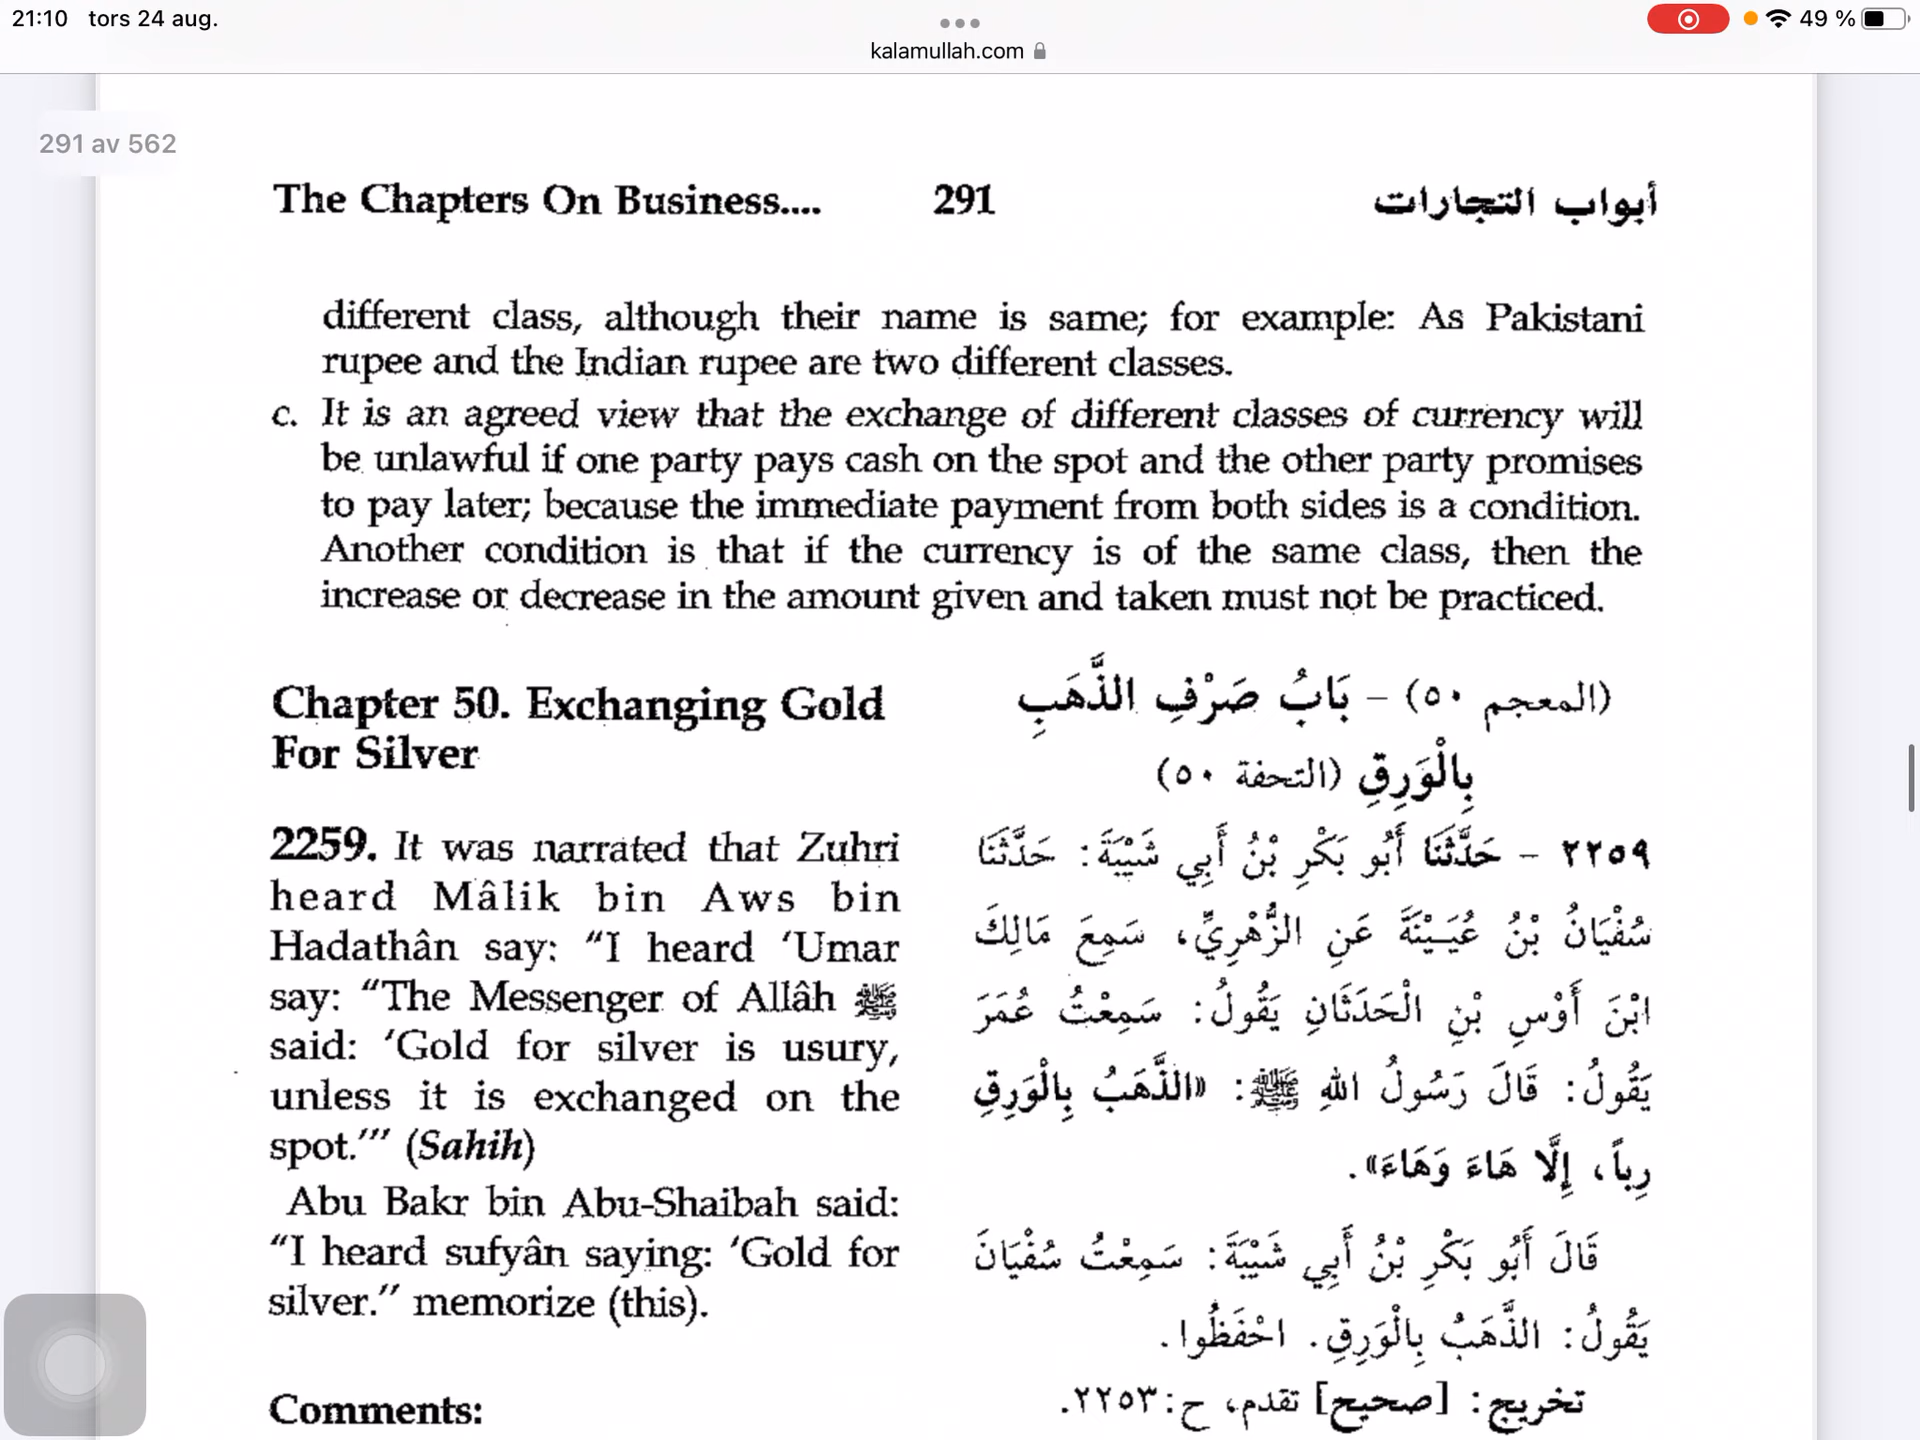 21:10 tors 24 aug.
kalamullah.com
49 %
291 av 562
The Chapters On Business.... 291 أبواب التجارات
different class, although their name is same; for example: As Pakistani
rupee and the Indian rupee are two different classes.
c. It is an agreed view that the exchange of different classes of currency will
be unlawful if one party pays cash on the spot and the other party promises
to pay later; because the immediate payment from both sides is a condition.
Another condition is that if the currency is of the same class, then the
increase or decrease in the amount given and taken must not be practiced.
Chapter 50. Exchanging Gold
For Silver
2259. It was narrated that Zuhri
heard Mâlik bin Aws bin
Hadathân say: “I heard ‘Umar
say: “The Messenger of Allâh ﷺ
said: ‘Gold for silver is usury,
unless it is exchanged on the
spot.’” (Sahih)
Abu Bakr bin Abu-Shaibah said:
“I heard sufyân saying: ‘Gold for
silver.” memorize (this).
Comments:
(المعجم ٥٠) - بَابُ صَرْفِ الذَّهَبِ
بِالْوَرِقِ (التحفة ٥٠)
٢٢٥٩ - حَدَّثَنَا أَبُو بَكْرِ بْنُ أَبِي شَيْبَةَ: حَدَّثَنَا
سُفْيَانُ بْنُ عُيَيْنَةَ عَنِ الزُّهْرِيِّ، سَمِعَ مَالِكَ
ابْنَ أَوْسِ بْنِ الْحَدَثَانِ يَقُولُ: سَمِعْتُ عُمَرَ
يَقُولُ: قَالَ رَسُولُ اللهِ ﷺ: «الذَّهَبُ بِالْوَرِقِ
رِباً، إِلَّا هَاءَ وَهَاءَ».
قَالَ أَبُو بَكْرِ بْنُ أَبِي شَيْبَةَ: سَمِعْتُ سُفْيَانَ
يَقُولُ: الذَّهَبُ بِالْوَرِقِ. احْفَظُوا.
تخريج: [صحيح] تقدم، ح:٢٢٥٣.